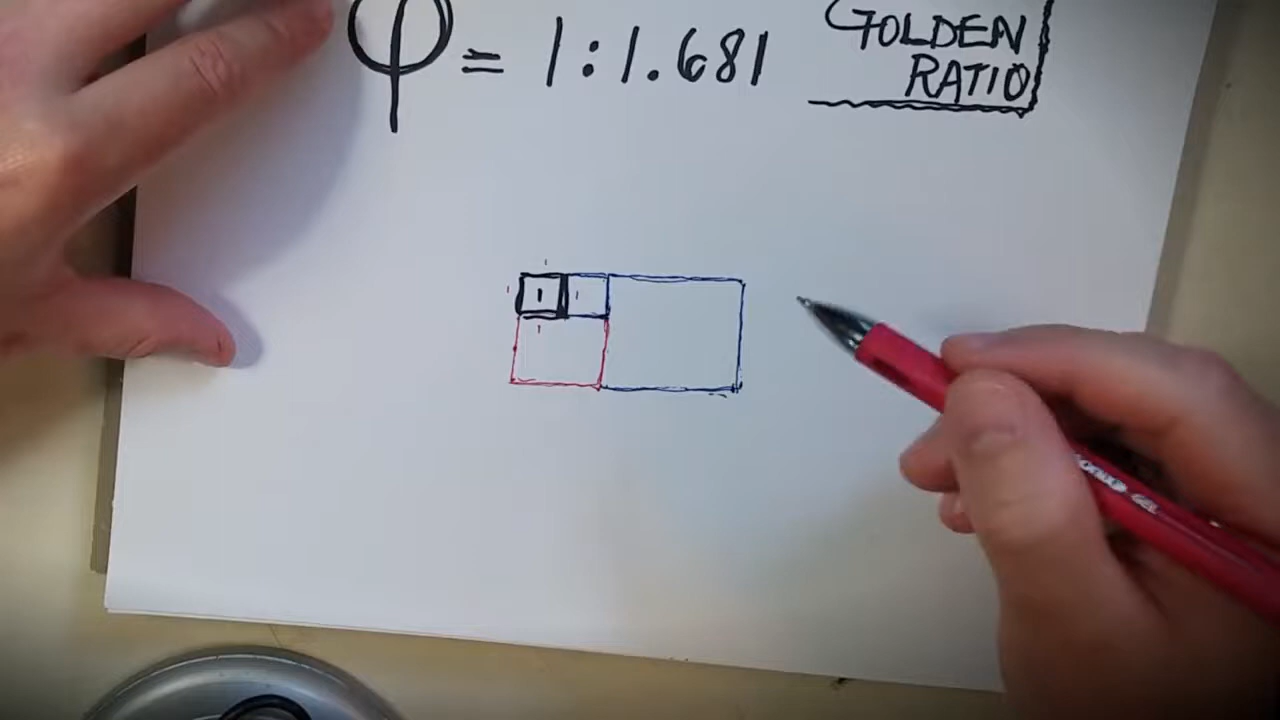 φ = 1:1.681
GOLDEN
RATIO
1 1